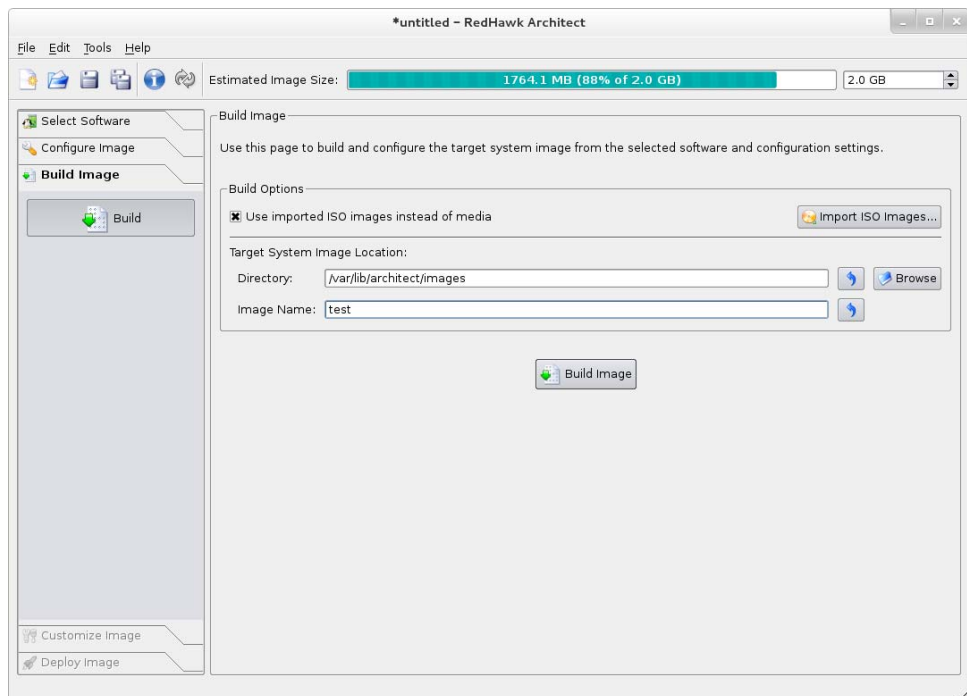 *untitled – RedHawk Architect
File Edit Tools Help
Estimated Image Size: 1764.1 MB (88% of 2.0 GB) 2.0 GB
Select Software
Configure Image
Build Image
Build
Customize Image
Deploy Image
Build Image
Use this page to build and configure the target system image from the selected software and configuration settings.
Build Options
Use imported ISO images instead of media Import ISO Images...
Target System Image Location:
Directory: /var/lib/architect/images Browse
Image Name: test
Build Image